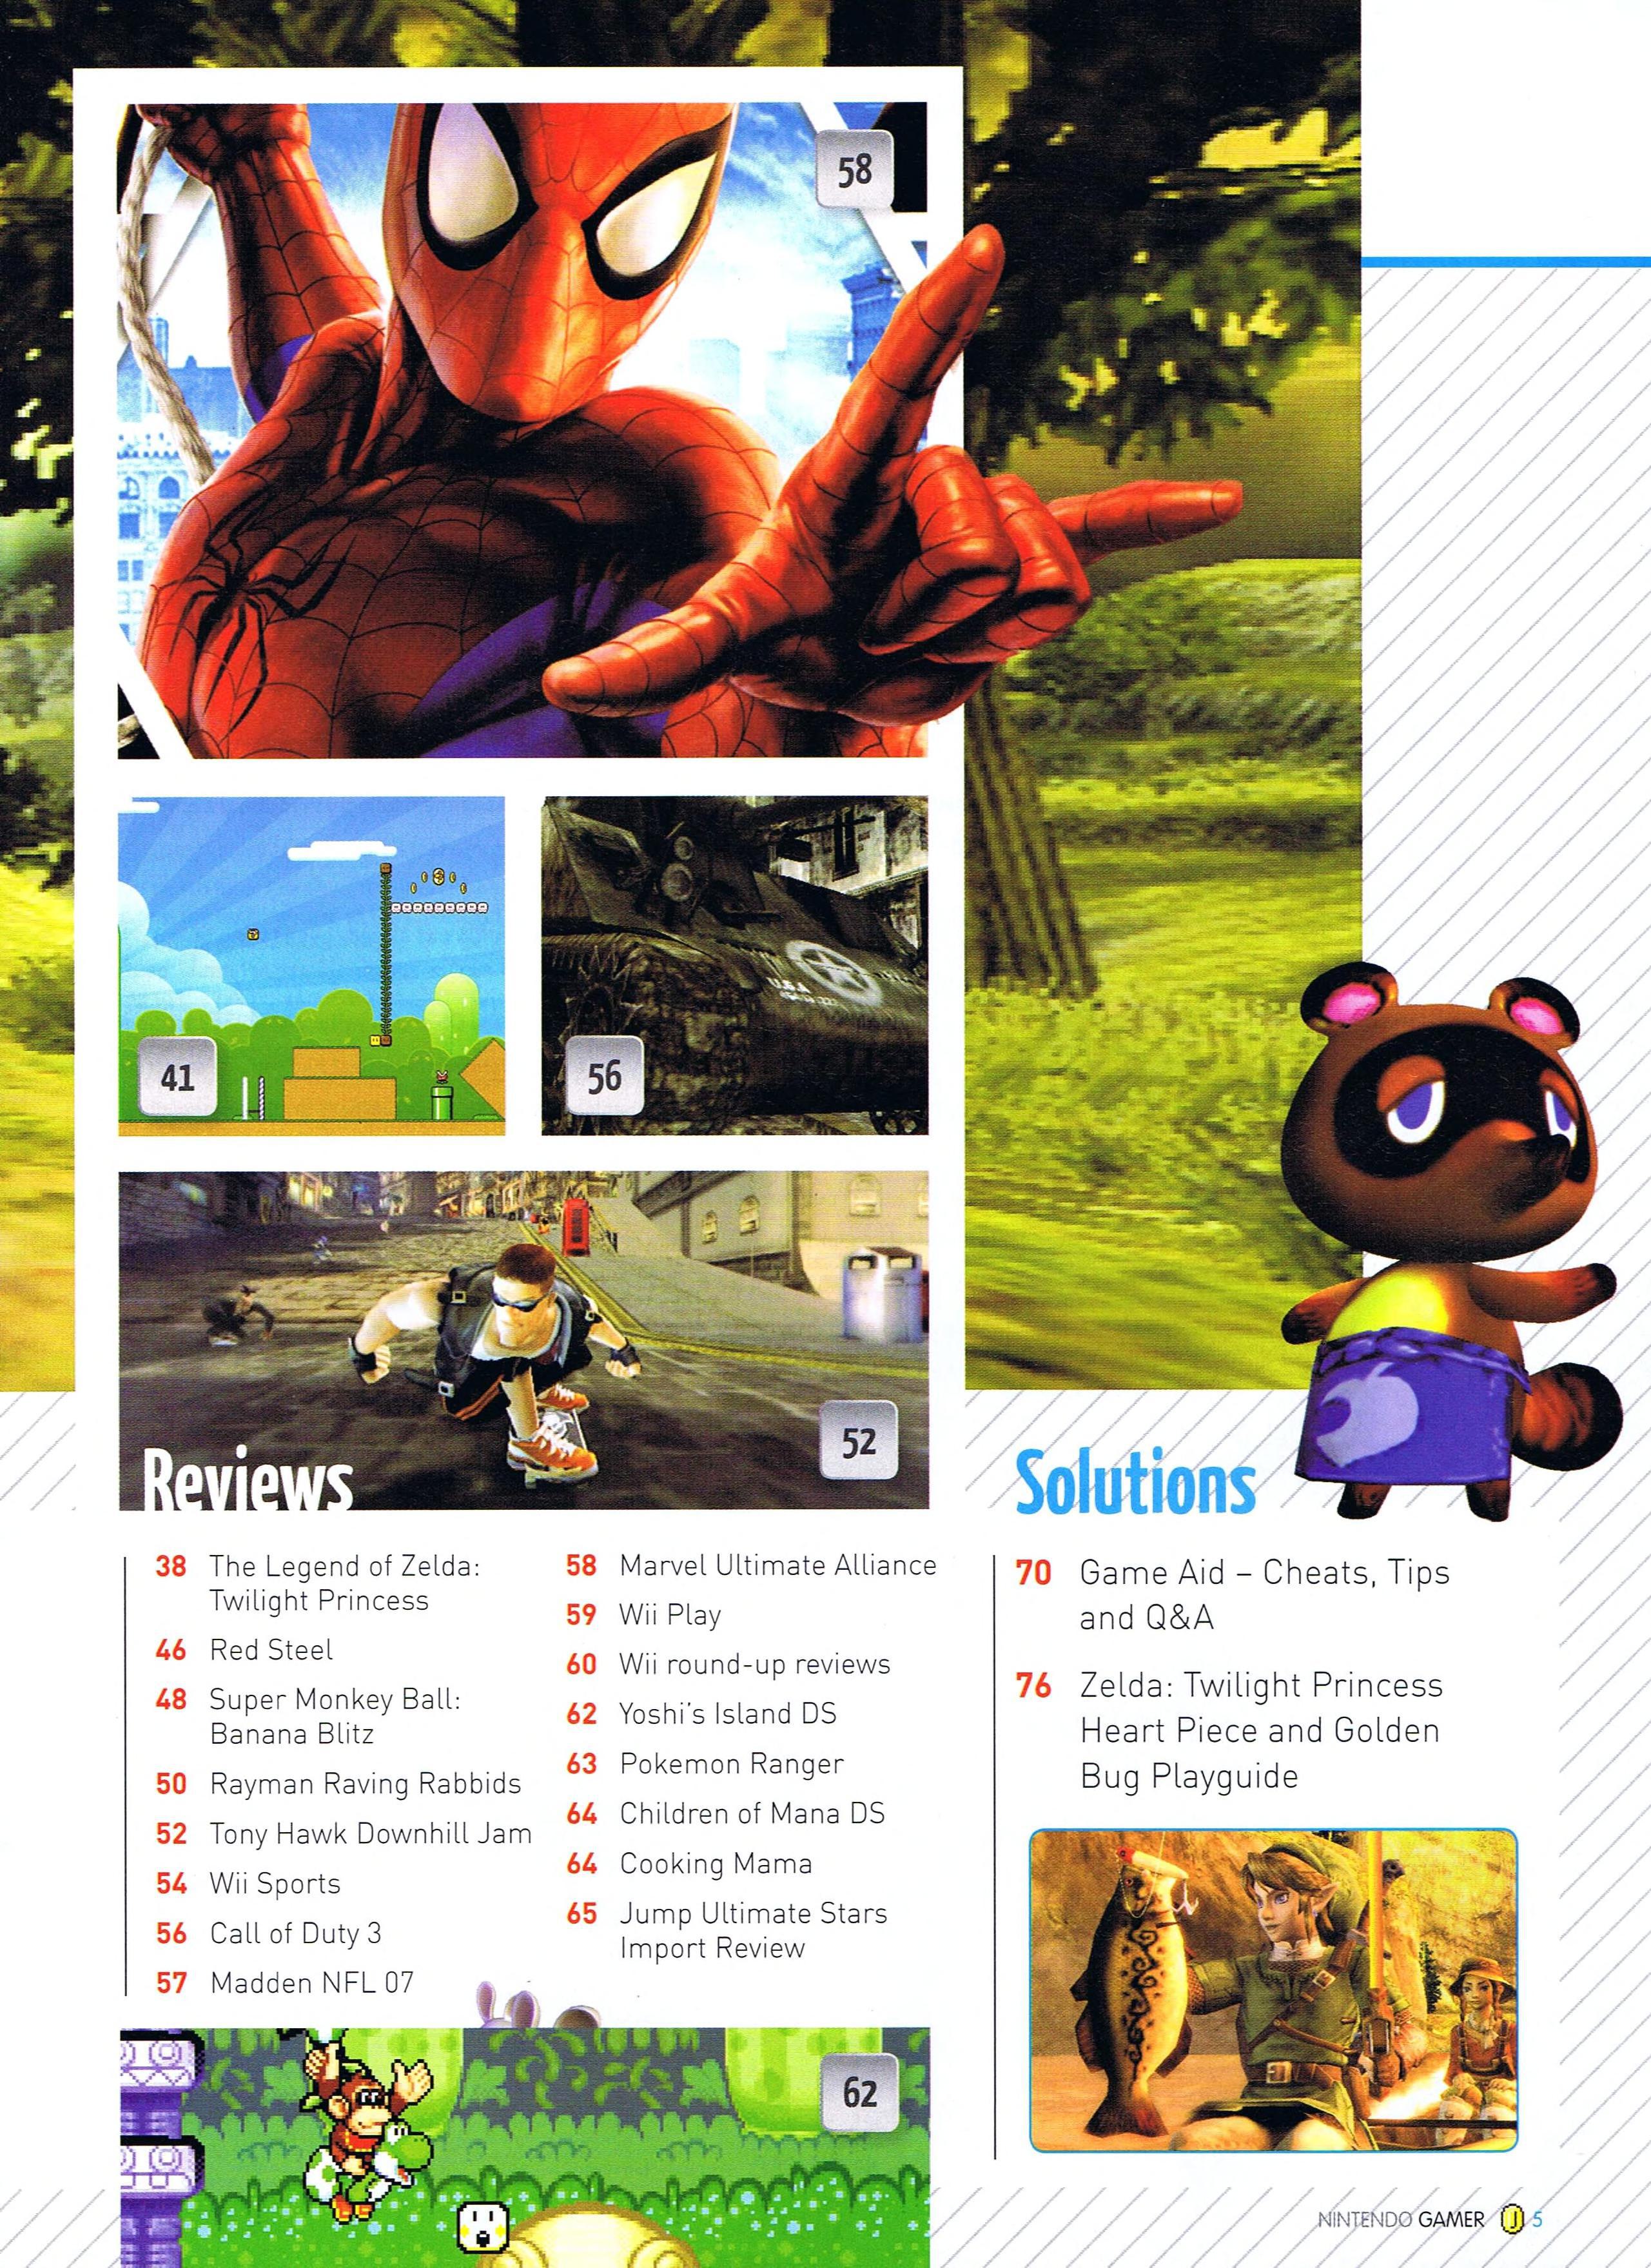 58
41
56
52
Reviews
38 The Legend of Zelda:
Twilight Princess
46 Red Steel
48 Super Monkey Ball:
Banana Blitz
50 Rayman Raving Rabbids
52 Tony Hawk Downhill Jam
54 Wii Sports
56 Call of Duty 3
57 Madden NFL 07
58 Marvel Ultimate Alliance
59 Wii Play
60 Wii round-up reviews
62 Yoshi's Island DS
63 Pokemon Ranger
64 Children of Mana DS
64 Cooking Mama
65 Jump Ultimate Stars
Import Review
62
Solutions
70 Game Aid – Cheats, Tips
and Q&A
76 Zelda: Twilight Princess
Heart Piece and Golden
Bug Playguide
NINTENDO GAMER 5